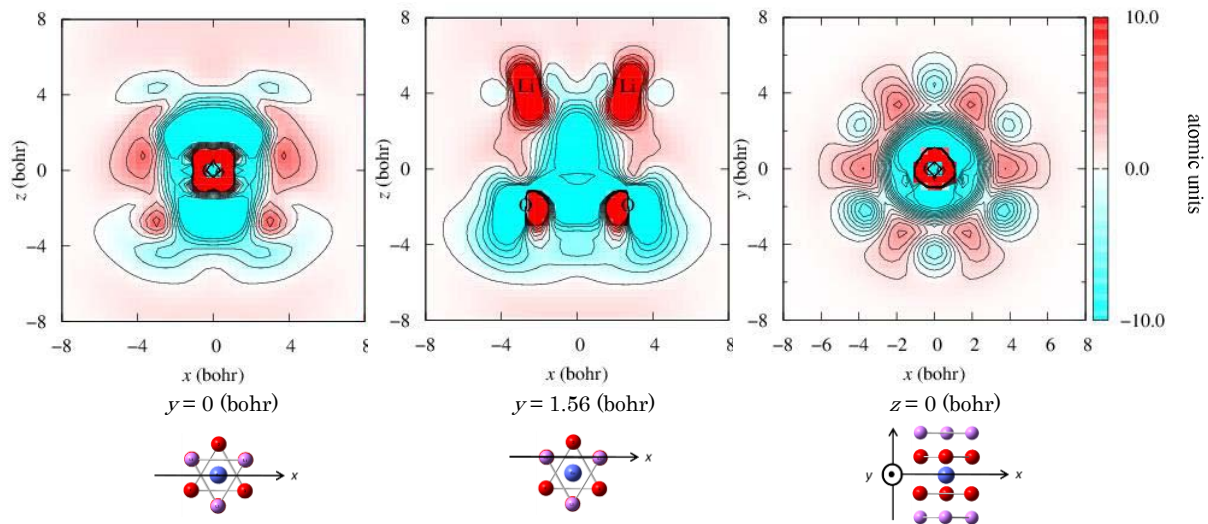 8
4
0
−4
−8
z (bohr)
−8 −4 0 4
x (bohr)
y = 0 (bohr)
x
8
4
0
−4
−8
z (bohr)
Li Li
−8 −4 0 4
x (bohr)
y = 1.56 (bohr)
x
8
4
0
−4
−8
y (bohr)
−8 −6 −4 −2 0 2 4 6 8
x (bohr)
z = 0 (bohr)
y x
10.0
0.0
−10.0
atomic units